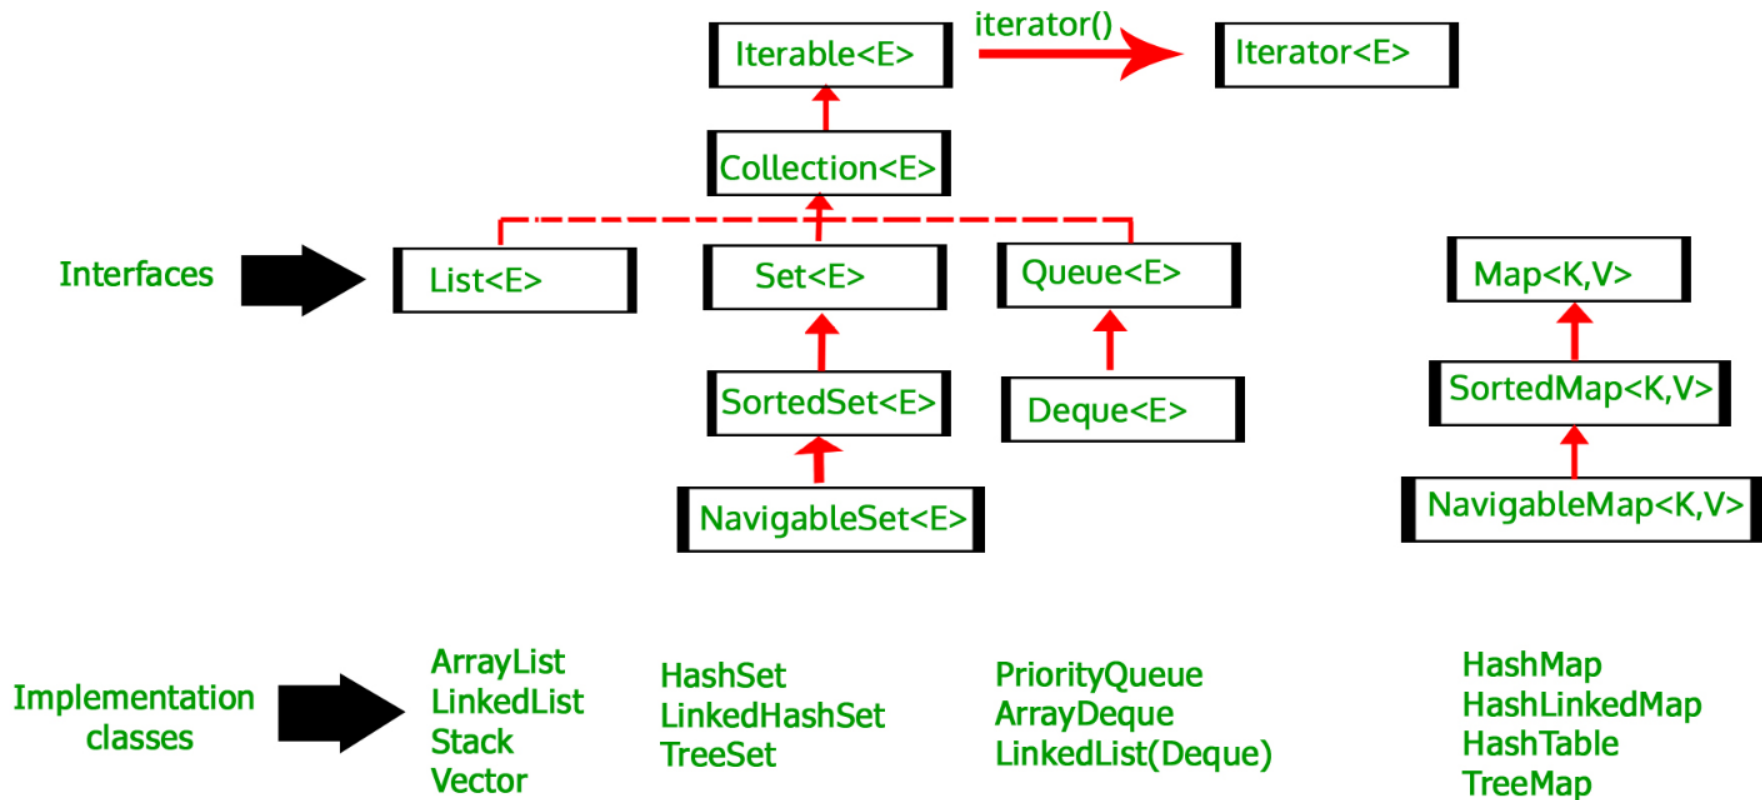 iterator()
Iterable<E>
Iterator<E>
Collection<E>
Interfaces
List<E>
Set<E>
Queue<E>
Map<K,V>
SortedSet<E>
Deque<E>
SortedMap<K,V>
NavigableSet<E>
NavigableMap<K,V>
Implementation
classes
ArrayList
LinkedList
Stack
Vector
HashSet
LinkedHashSet
TreeSet
PriorityQueue
ArrayDeque
LinkedList(Deque)
HashMap
HashLinkedMap
HashTable
TreeMap